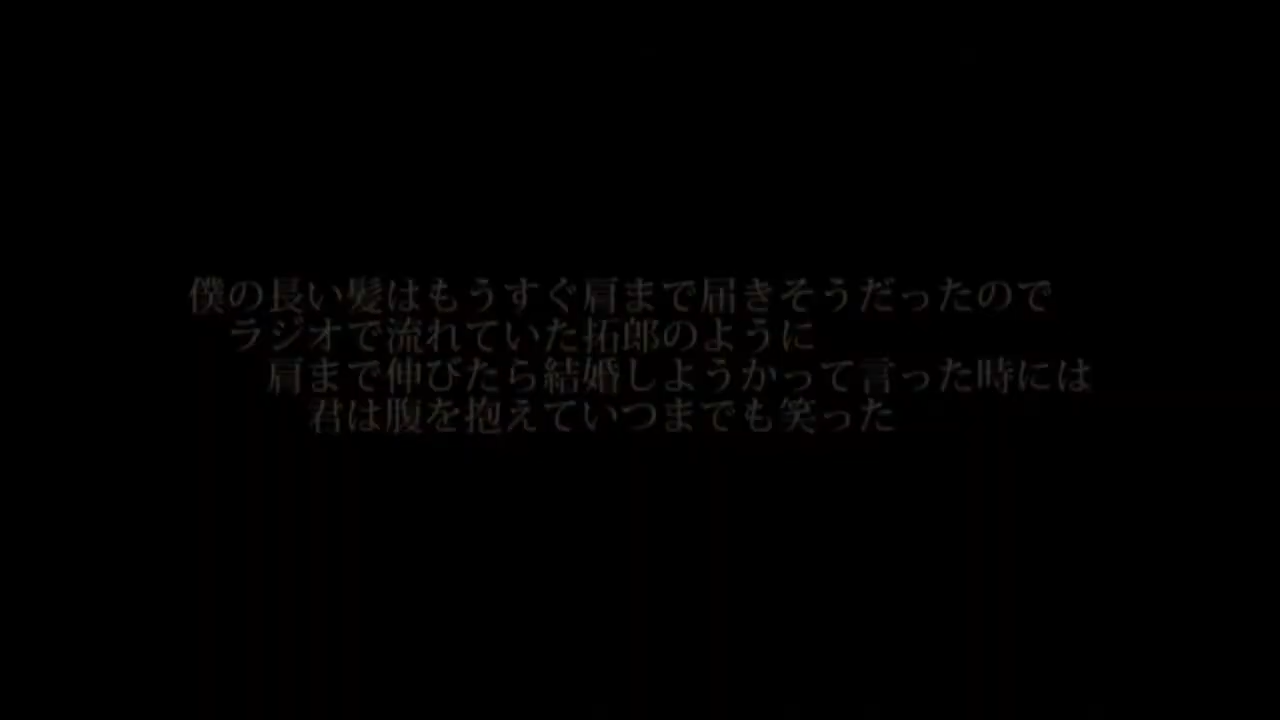 僕の長い髪はもうすぐ肩まで届きそうだったので
ラジオで流れていた拓郎のように
肩まで伸びたら結婚しようかって言った時には
君は腹を抱えていつまでも笑った